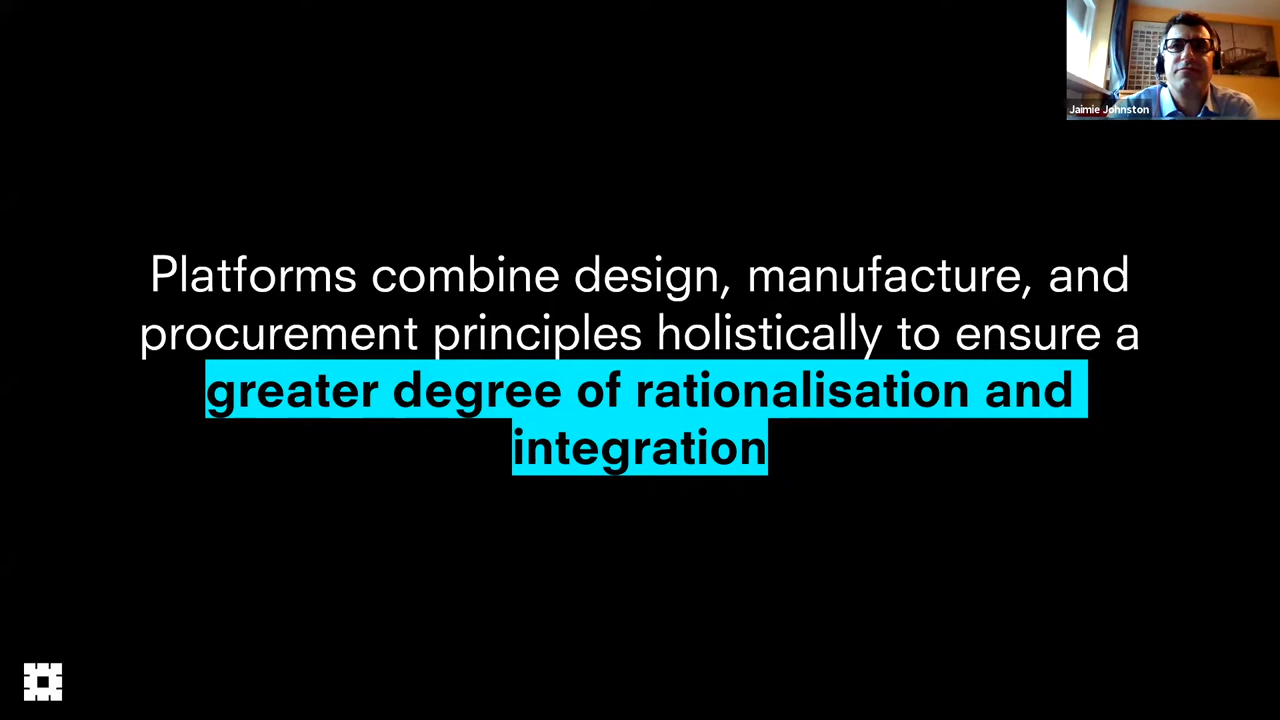 Jaimie Johnston
Platforms combine design, manufacture, and
procurement principles holistically to ensure a
greater degree of rationalisation and
integration